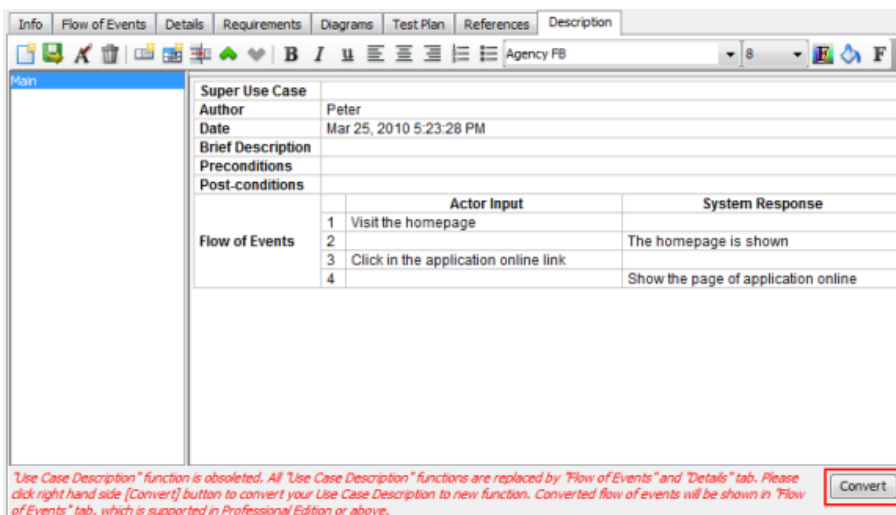 Info Flow of Events Details Requirements Diagrams Test Plan References Description
B I u Agency FB 8 F F
Main
Super Use Case
Author Peter
Date Mar 25, 2010 5:23:28 PM
Brief Description
Preconditions
Post-conditions
Actor Input System Response
1 Visit the homepage
Flow of Events 2 The homepage is shown
3 Click in the application online link
4 Show the page of application online
"Use Case Description" function is obsoleted. All "Use Case Description" functions are replaced by "Flow of Events" and "Details" tab. Please
click right hand side [Convert] button to convert your Use Case Description to new function. Converted flow of events will be shown in "Flow
of Events" tab, which is supported in Professional Edition or above.
Convert